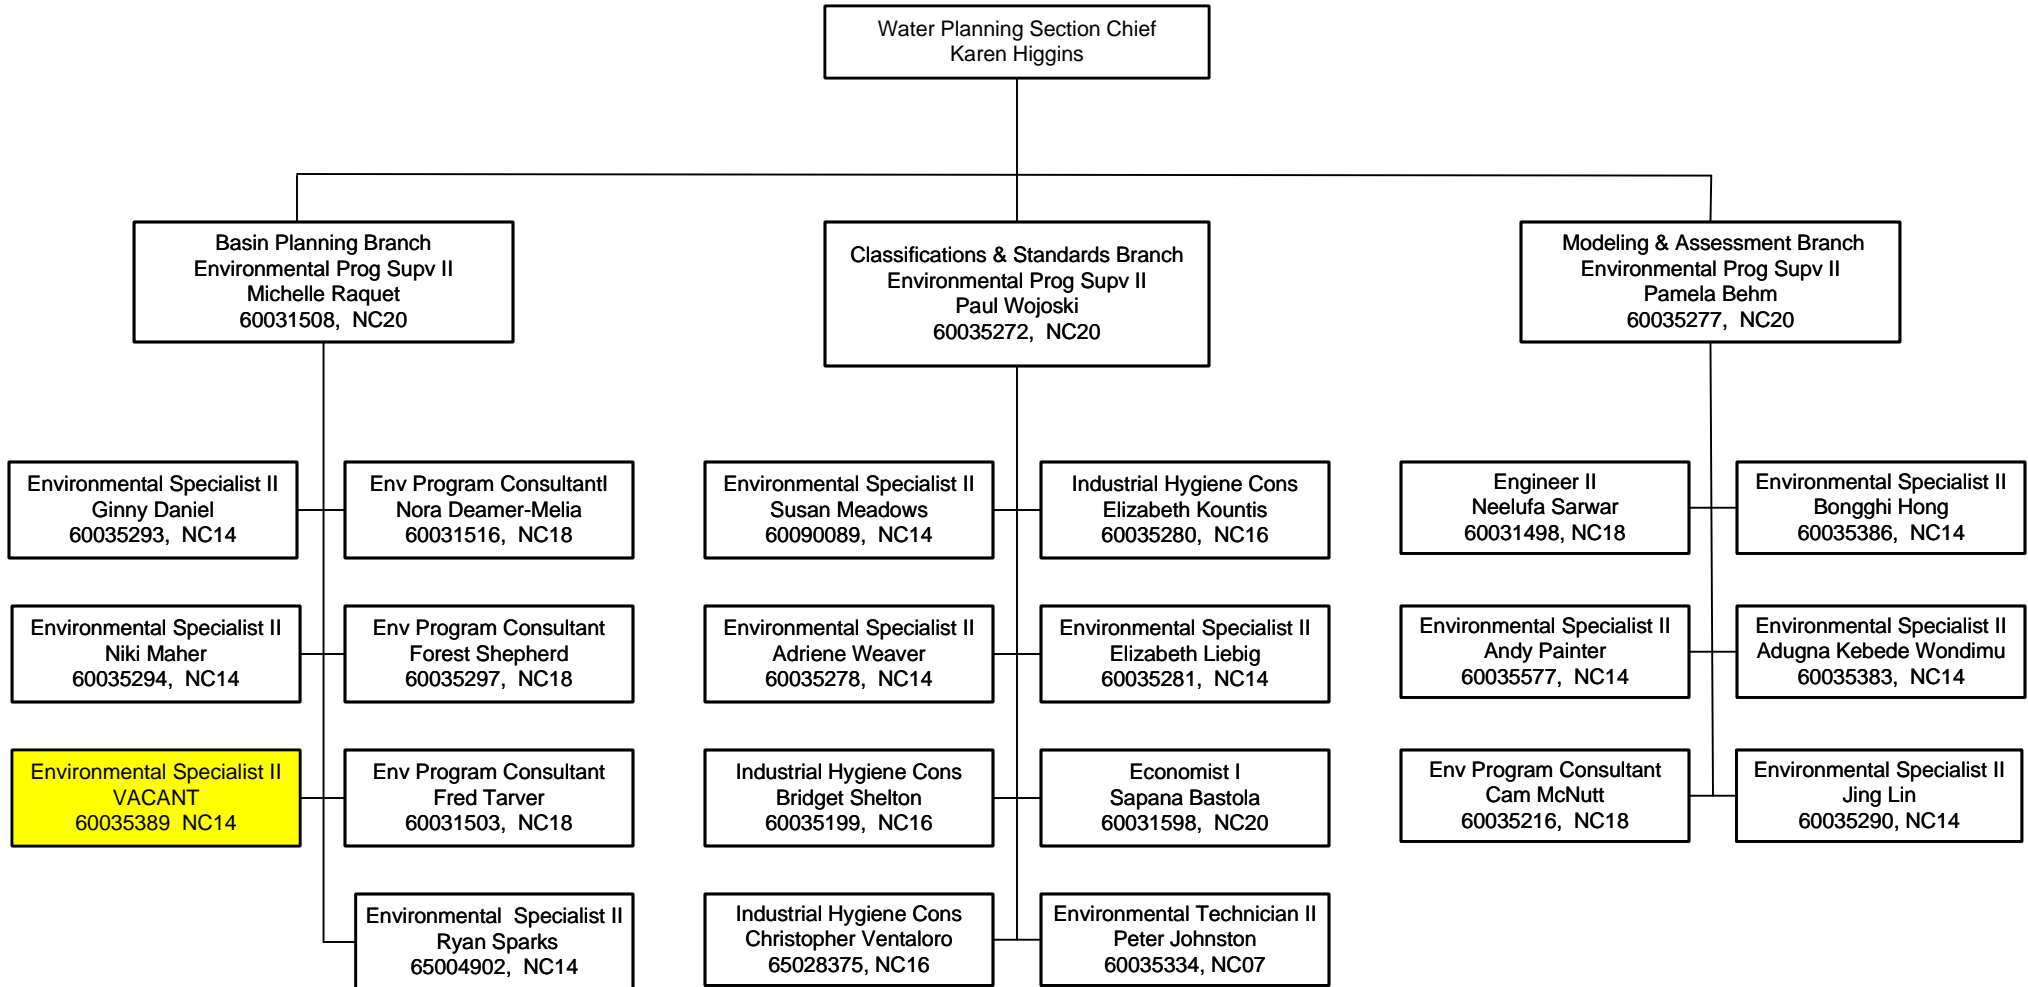 Water Planning Section Chief
Karen Higgins
Basin Planning Branch
Environmental Prog Supv II
Michelle Raquet
60031508, NC20
Classifications & Standards Branch
Environmental Prog Supv II
Paul Wojoski
60035272, NC20
Modeling & Assessment Branch
Environmental Prog Supv II
Pamela Behm
60035277, NC20
Environmental Specialist II
Ginny Daniel
60035293, NC14
Env Program ConsultantI
Nora Deamer-Melia
60031516, NC18
Environmental Specialist II
Susan Meadows
60090089, NC14
Industrial Hygiene Cons
Elizabeth Kountis
60035280, NC16
Engineer II
Neelufa Sarwar
60031498, NC18
Environmental Specialist II
Bongghi Hong
60035386, NC14
Environmental Specialist II
Niki Maher
60035294, NC14
Env Program Consultant
Forest Shepherd
60035297, NC18
Environmental Specialist II
Adriene Weaver
60035278, NC14
Environmental Specialist II
Elizabeth Liebig
60035281, NC14
Environmental Specialist II
Andy Painter
60035577, NC14
Environmental Specialist II
Adugna Kebede Wondimu
60035383, NC14
Environmental Specialist II
VACANT
60035389 NC14
Env Program Consultant
Fred Tarver
60031503, NC18
Industrial Hygiene Cons
Bridget Shelton
60035199, NC16
Economist I
Sapana Bastola
60031598, NC20
Env Program Consultant
Cam McNutt
60035216, NC18
Environmental Specialist II
Jing Lin
60035290, NC14
Environmental Specialist II
Ryan Sparks
65004902, NC14
Industrial Hygiene Cons
Christopher Ventaloro
65028375, NC16
Environmental Technician II
Peter Johnston
60035334, NC07